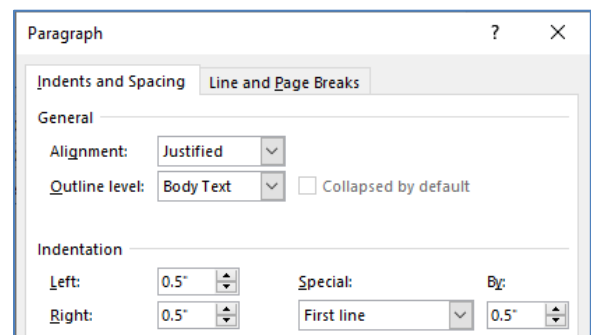 Paragraph ? ×
Indents and Spacing Line and Page Breaks
General
Alignment: Justified
Outline level: Body Text Collapsed by default
Indentation
Left: 0.5" Special: By:
Right: 0.5" First line 0.5"